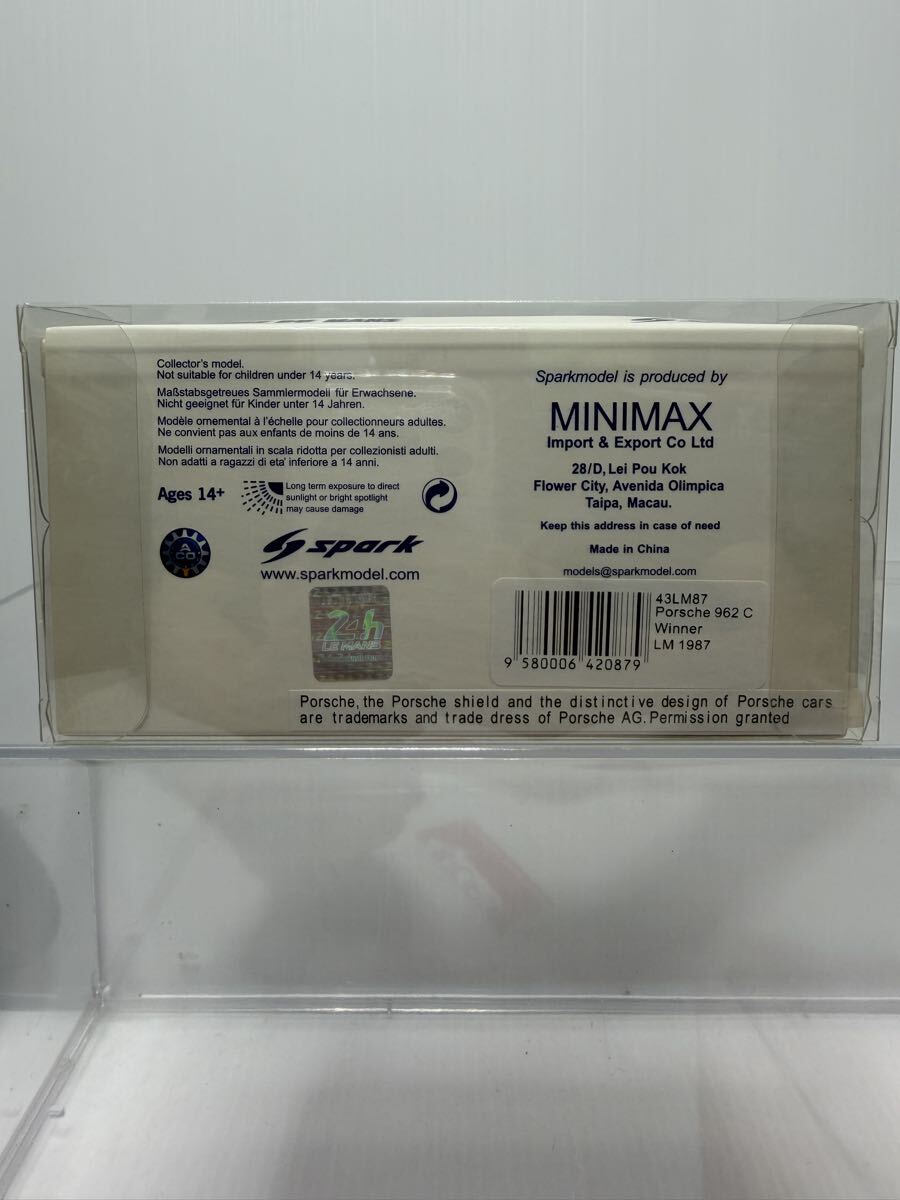 Collector's model.
Not suitable for children under 14 years.
Maßstabsgetreues Sammlermodell für Erwachsene.
Nicht geeignet für Kinder unter 14 Jahren.
Modèle ornemental à l'échelle pour collectionneurs adultes.
Ne convient pas aux enfants de moins de 14 ans.
Modelli ornamentali in scala ridotta per collezionisti adulti.
Non adatti a ragazzi di eta' inferiore a 14 anni.
Ages 14+
Long term exposure to direct
sunlight or bright spotlight
may cause damage
ACO
spark
www.sparkmodel.com
24h
LE MANS
Sparkmodel is produced by
MINIMAX
Import & Export Co Ltd
28/D, Lei Pou Kok
Flower City, Avenida Olimpica
Taipa, Macau.
Keep this address in case of need
Made in China
models@sparkmodel.com
43LM87
Porsche 962 C
Winner
LM 1987
9 580006 420879
Porsche, the Porsche shield and the distinctive design of Porsche cars
are trademarks and trade dress of Porsche AG. Permission granted